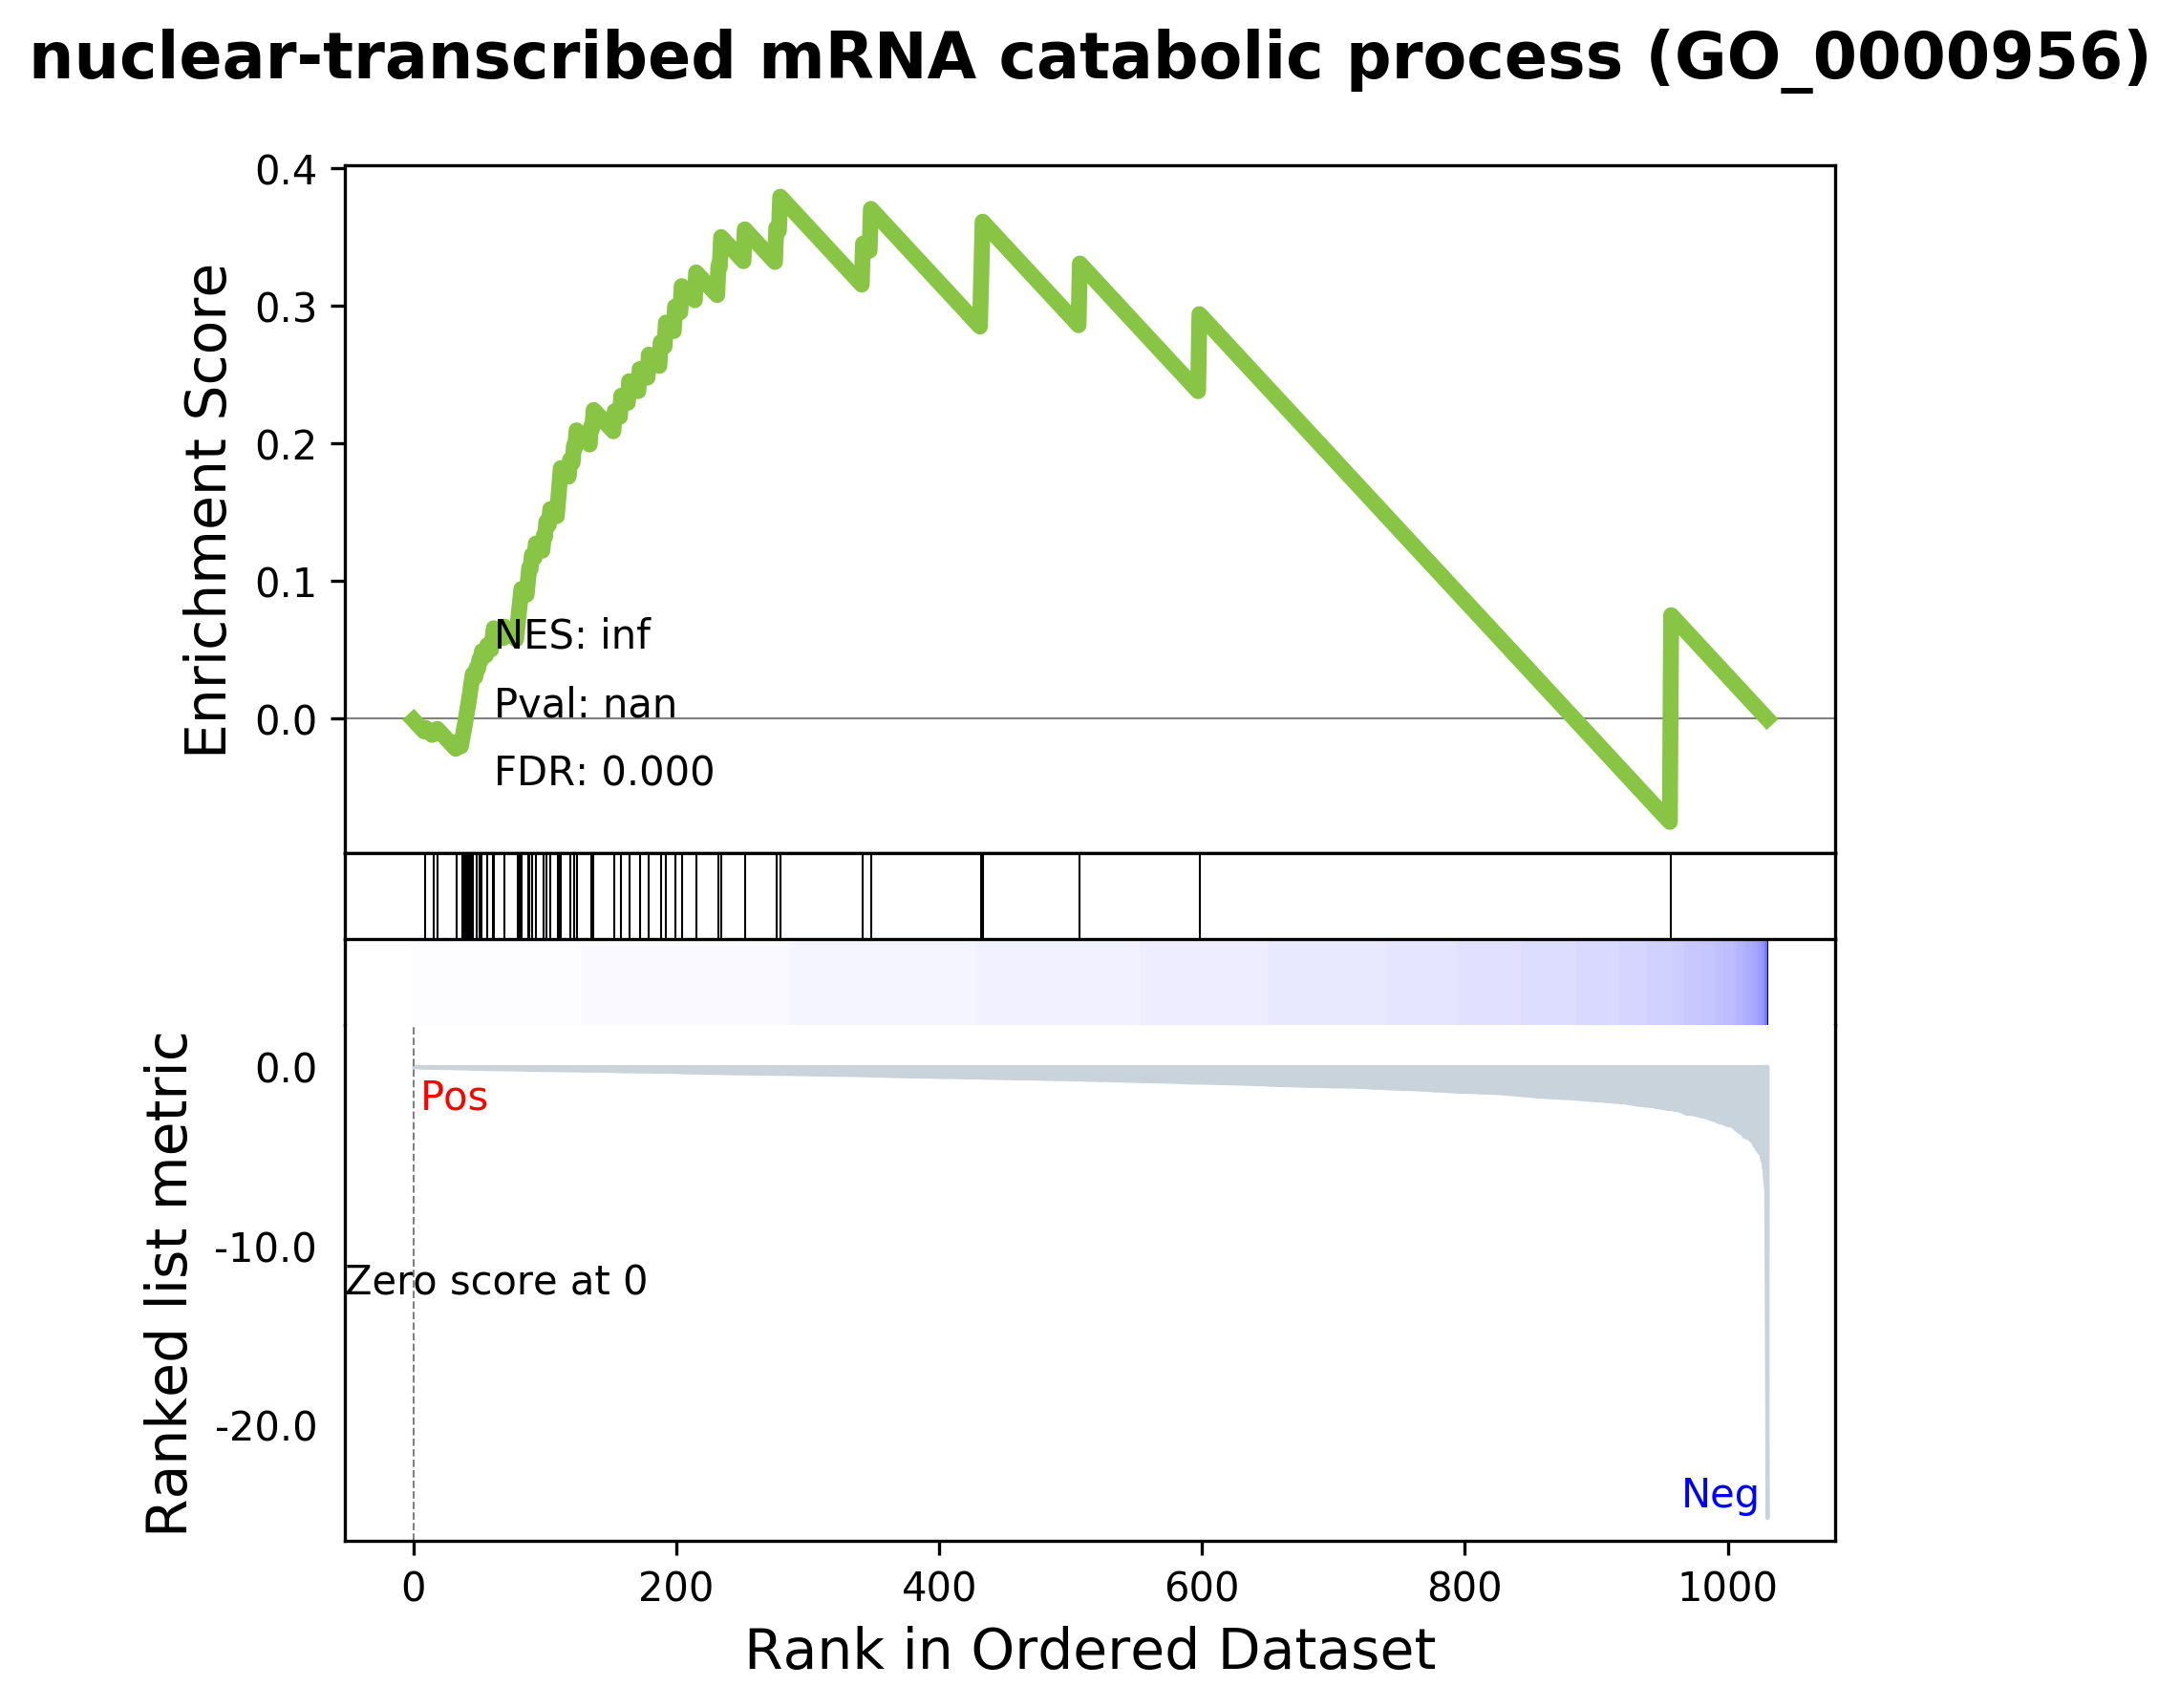 nuclear-transcribed mRNA catabolic process (GO_0000956)
Enrichment Score
0.4
0.3
0.2
0.1
0.0
NES: inf
Pval: nan
FDR: 0.000
Ranked list metric
0.0
-10.0
-20.0
Pos
Zero score at 0
Neg
0 200 400 600 800 1000
Rank in Ordered Dataset